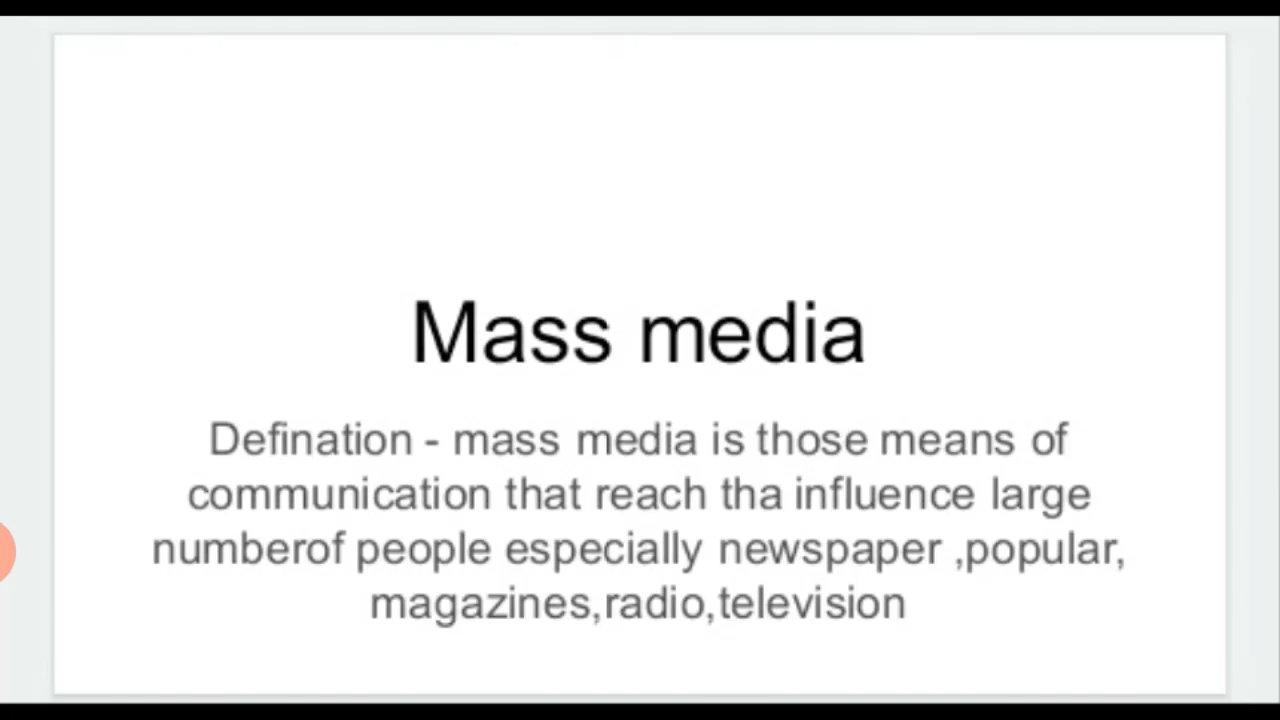 Mass media
Defination - mass media is those means of
communication that reach tha influence large
numberof people especially newspaper ,popular,
magazines,radio,television